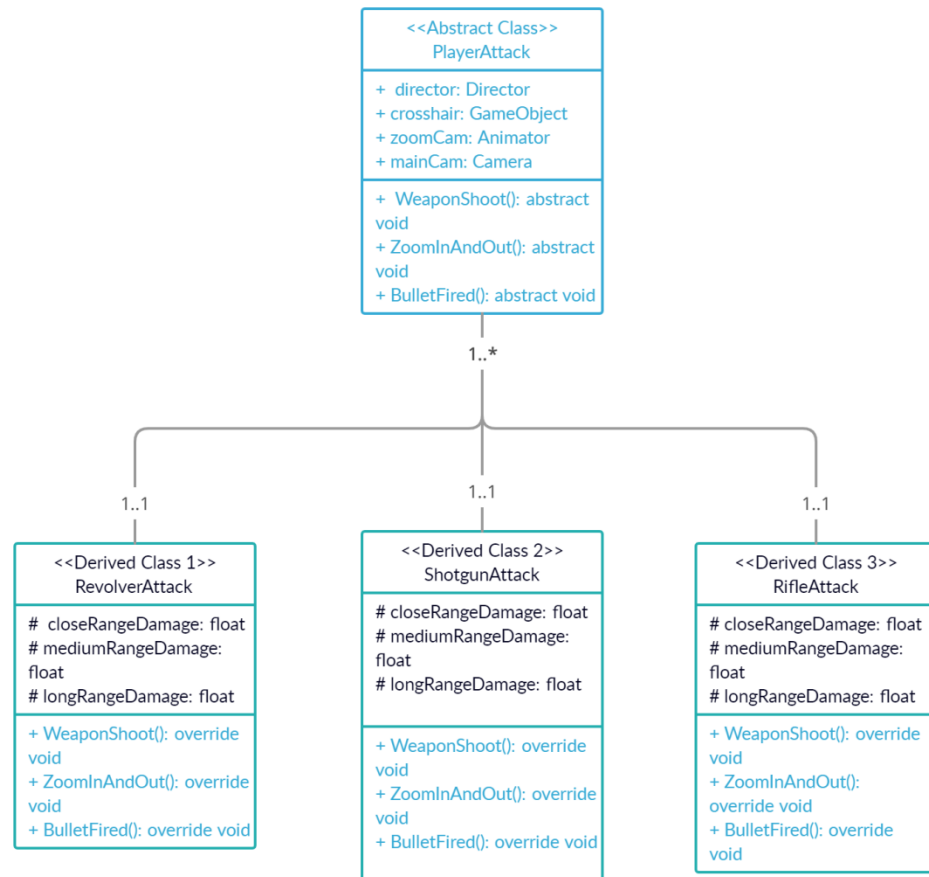 <<Abstract Class>>
PlayerAttack
+ director: Director
+ crosshair: GameObject
+ zoomCam: Animator
+ mainCam: Camera
+ WeaponShoot(): abstract
void
+ ZoomInAndOut(): abstract
void
+ BulletFired(): abstract void
1..*
1..1
1..1
1..1
<<Derived Class 1>>
RevolverAttack
# closeRangeDamage: float
# mediumRangeDamage:
float
# longRangeDamage: float
+ WeaponShoot(): override
void
+ ZoomInAndOut(): override
void
+ BulletFired(): override void
<<Derived Class 2>>
ShotgunAttack
# closeRangeDamage: float
# mediumRangeDamage:
float
# longRangeDamage: float
+ WeaponShoot(): override
void
+ ZoomInAndOut(): override
void
+ BulletFired(): override void
<<Derived Class 3>>
RifleAttack
# closeRangeDamage: float
# mediumRangeDamage:
float
# longRangeDamage: float
+ WeaponShoot(): override
void
+ ZoomInAndOut():
override void
+ BulletFired(): override
void